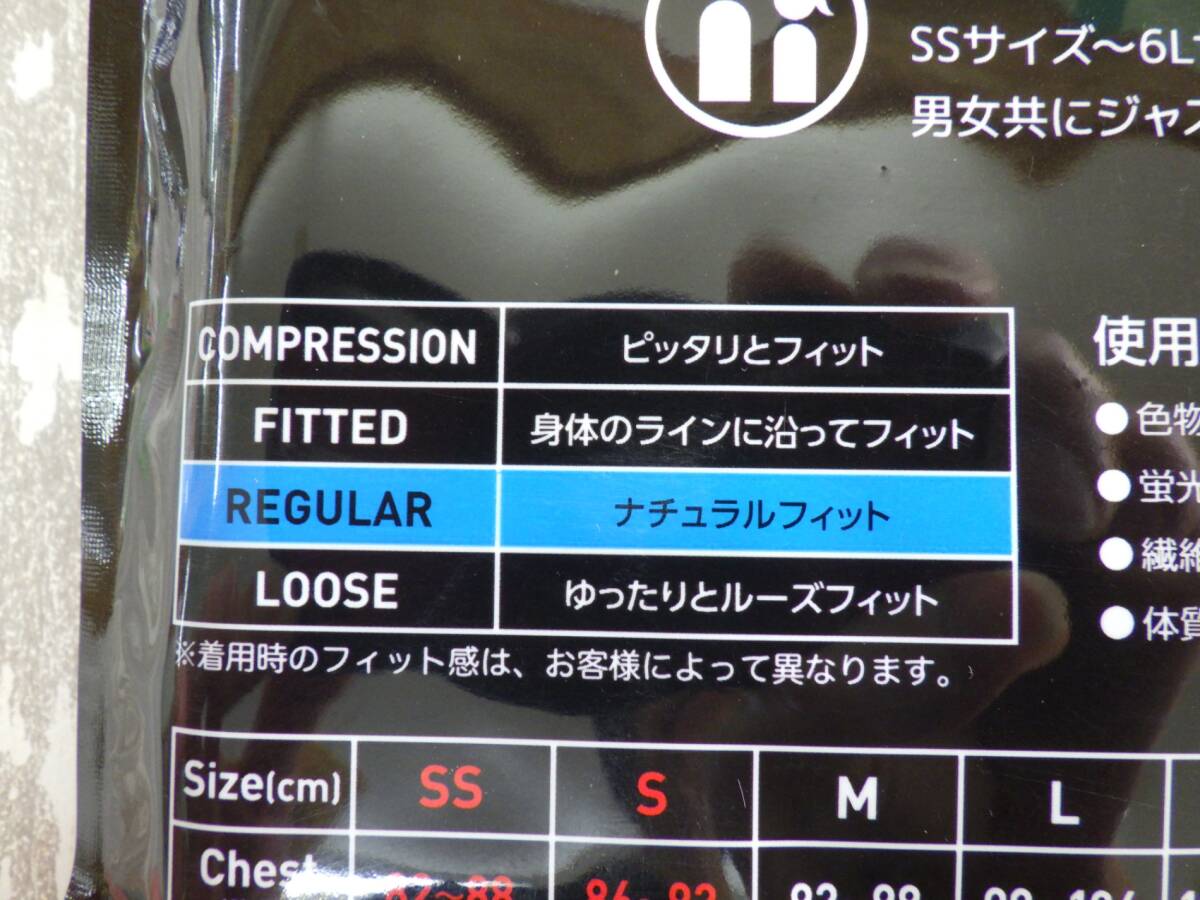 SSサイズ～6L
男女共にジャス
COMPRESSION ピッタリとフィット
FITTED 身体のラインに沿ってフィット
REGULAR ナチュラルフィット
LOOSE ゆったりとルーズフィット
※着用時のフィット感は、お客様によって異なります。
使用
●色物
●蛍光
●繊維
●体質
Size(cm) SS S M L
Chest 82~88